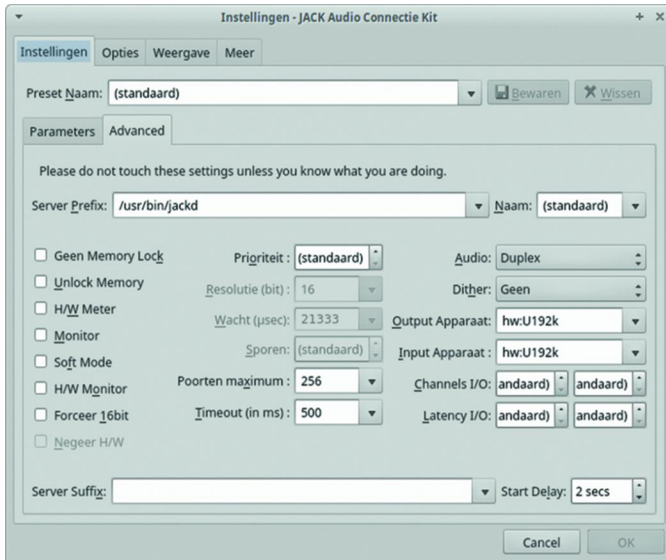 Instellingen - JACK Audio Connectie Kit
Instellingen Opties Weergave Meer
Preset Naam: (standaard) Bewaren Wissen
Parameters Advanced
Please do not touch these settings unless you know what you are doing.
Server Prefix: /usr/bin/jackd Naam: (standaard)
Geen Memory Lock Prioriteit : (standaard) Audio: Duplex
Unlock Memory Resolutie (bit) : 16 Dither: Geen
H/W Meter Wacht (µsec): 21333 Output Apparaat: hw:U192k
Monitor Sporen: (standaard) Input Apparaat : hw:U192k
Soft Mode Poorten maximum : 256 Channels I/O: andaard) andaard)
H/W Monitor Timeout (in ms) : 500 Latency I/O: andaard) andaard)
Forceer 16bit
Negeer H/W
Server Suffix: Start Delay: 2 secs
Cancel OK